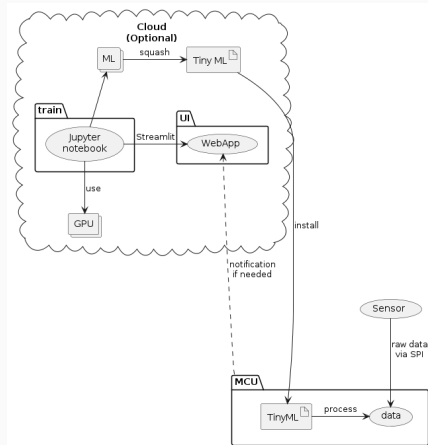 Cloud
(Optional)
ML
squash
Tiny ML
train
Jupyter
notebook
Streamlit
UI
WebApp
use
GPU
install
notification
if needed
Sensor
raw data
via SPI
MCU
TinyML
process
data